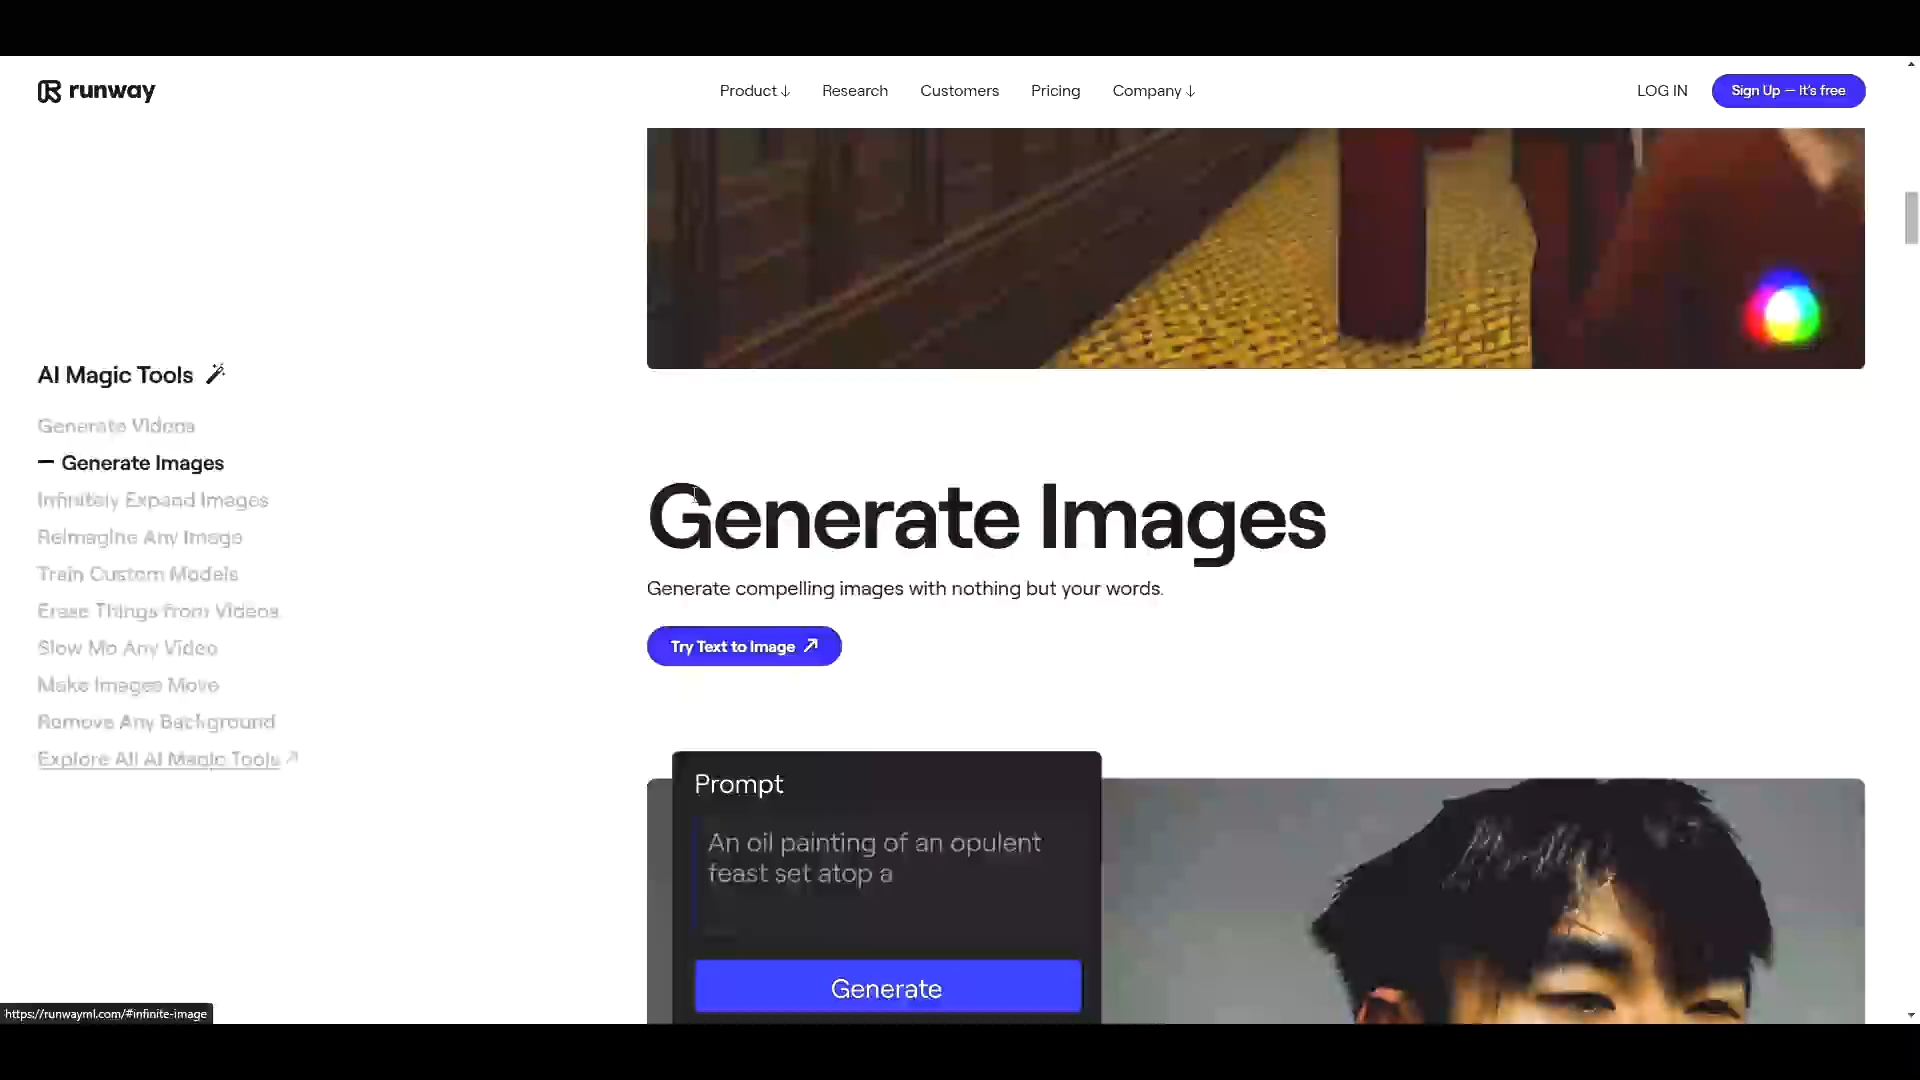 runway
Product ↓
Research
Customers
Pricing
Company ↓
LOG IN
Sign Up — It's free
AI Magic Tools
Generate Videos
— Generate Images
Infinitely Expand Images
Reimagine Any Image
Train Custom Models
Erase Things from Videos
Slow Mo Any Video
Make Images Move
Remove Any Background
Explore All AI Magic Tools ↗
Generate Images
Generate compelling images with nothing but your words.
Try Text to Image ↗
Prompt
An oil painting of an opulent
feast set atop a
Generate
https://runwayml.com/#infinite-image